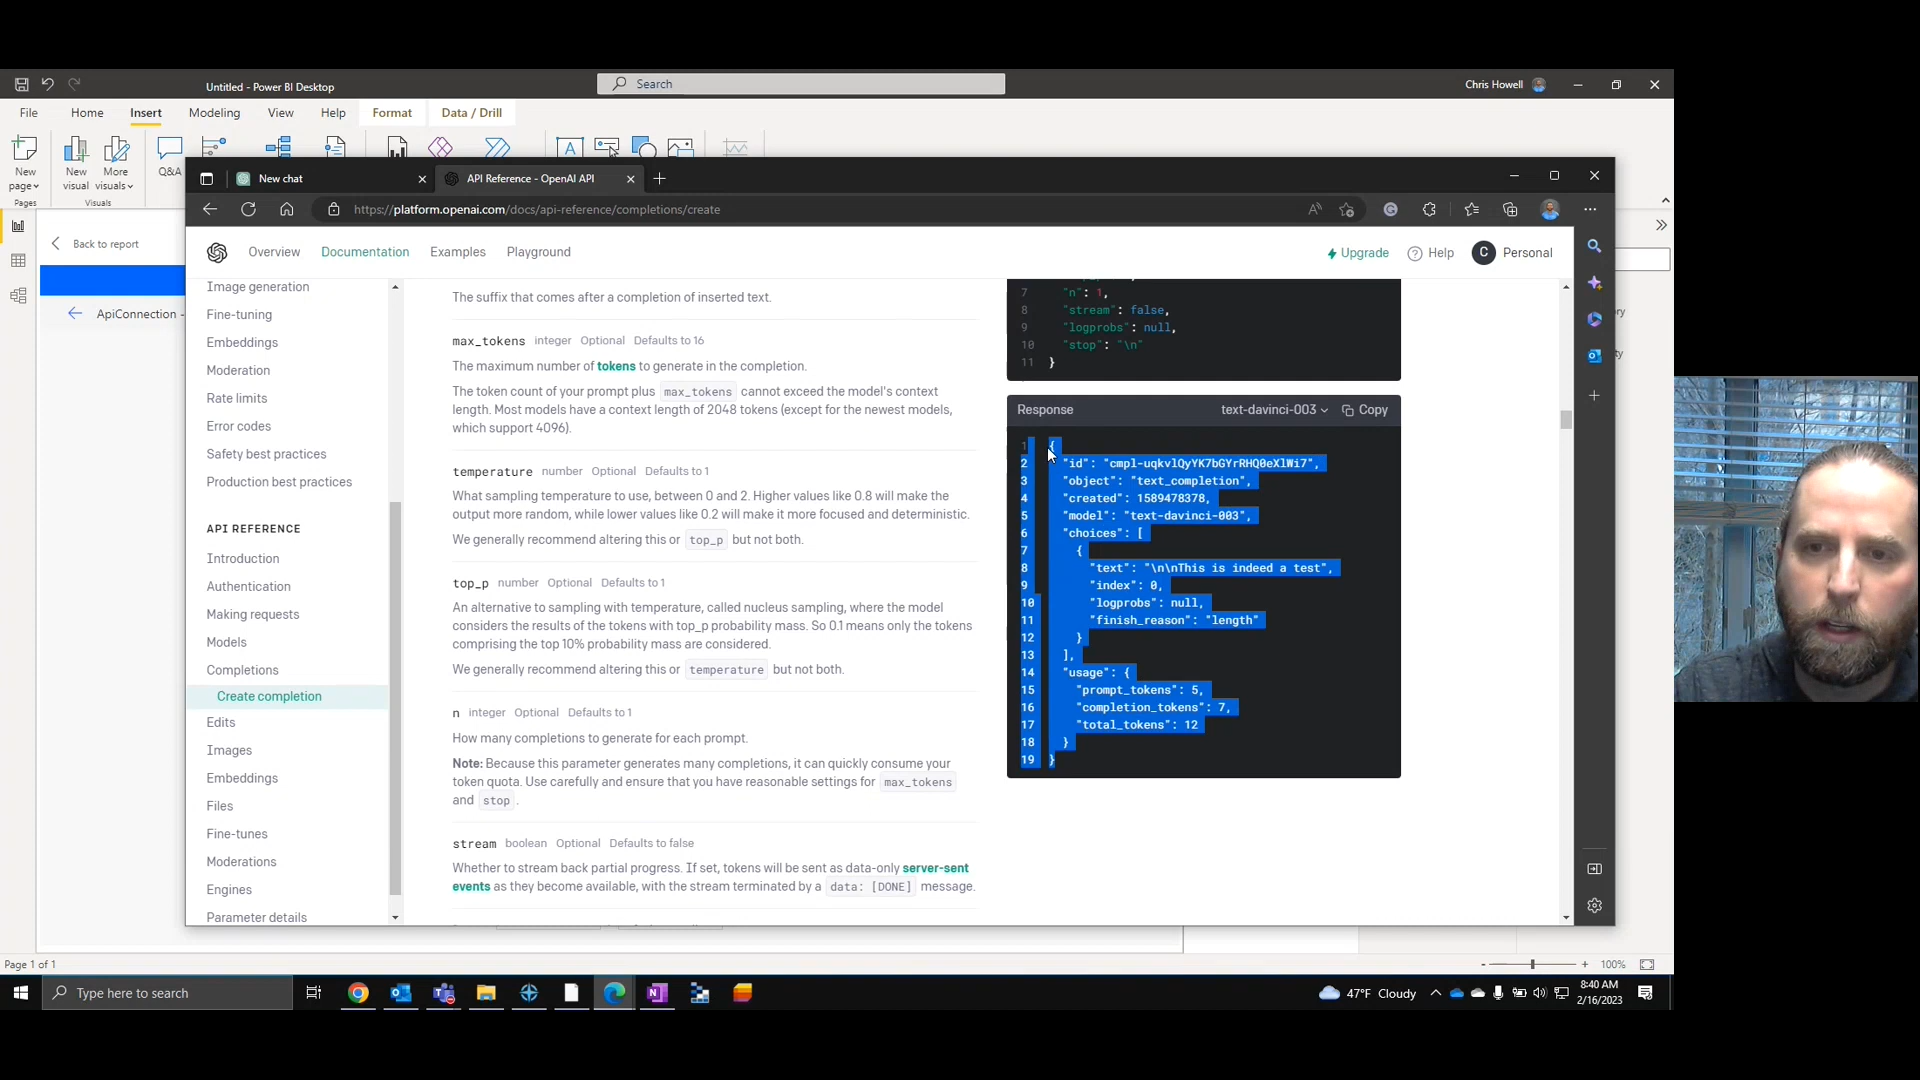 Untitled - Power BI Desktop
Search
Chris Howell
File Home Insert Modeling View Help Format Data / Drill
New page
New visual
More visuals
Q&A
Pages
Visuals
New chat
API Reference - OpenAI API
https://platform.openai.com/docs/api-reference/completions/create
Back to report
ApiConnection -
Overview Documentation Examples Playground
Upgrade Help C Personal
Image generation
Fine-tuning
Embeddings
Moderation
Rate limits
Error codes
Safety best practices
Production best practices
API REFERENCE
Introduction
Authentication
Making requests
Models
Completions
Create completion
Edits
Images
Embeddings
Files
Fine-tunes
Moderations
Engines
Parameter details
The suffix that comes after a completion of inserted text.
max_tokens integer Optional Defaults to 16
The maximum number of tokens to generate in the completion.
The token count of your prompt plus max_tokens cannot exceed the model's context
length. Most models have a context length of 2048 tokens (except for the newest models,
which support 4096).
temperature number Optional Defaults to 1
What sampling temperature to use, between 0 and 2. Higher values like 0.8 will make the
output more random, while lower values like 0.2 will make it more focused and deterministic.
We generally recommend altering this or top_p but not both.
top_p number Optional Defaults to 1
An alternative to sampling with temperature, called nucleus sampling, where the model
considers the results of the tokens with top_p probability mass. So 0.1 means only the tokens
comprising the top 10% probability mass are considered.
We generally recommend altering this or temperature but not both.
n integer Optional Defaults to 1
How many completions to generate for each prompt.
Note: Because this parameter generates many completions, it can quickly consume your
token quota. Use carefully and ensure that you have reasonable settings for max_tokens
and stop.
stream boolean Optional Defaults to false
Whether to stream back partial progress. If set, tokens will be sent as data-only server-sent
events as they become available, with the stream terminated by a data: [DONE] message.
7 "n": 1,
8 "stream": false,
9 "logprobs": null,
10 "stop": "\n"
11 }
Response text-davinci-003 Copy
1 {
2 "id": "cmpl-uqkvlQyYK7bGYrRHQ0eXlWi7",
3 "object": "text_completion",
4 "created": 1589478378,
5 "model": "text-davinci-003",
6 "choices": [
7 {
8 "text": "\n\nThis is indeed a test",
9 "index": 0,
10 "logprobs": null,
11 "finish_reason": "length"
12 }
13 ],
14 "usage": {
15 "prompt_tokens": 5,
16 "completion_tokens": 7,
17 "total_tokens": 12
18 }
19 }
Page 1 of 1
100%
Type here to search
47°F Cloudy
8:40 AM
2/16/2023